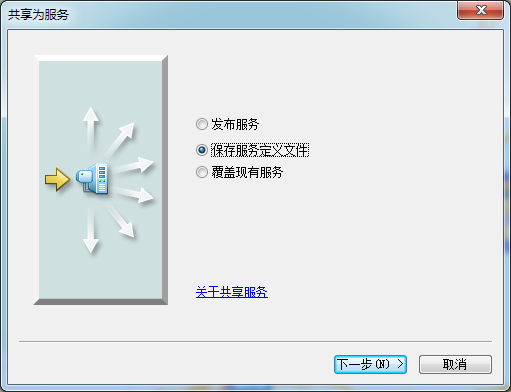 共享为服务
发布服务
保存服务定义文件
覆盖现有服务
关于共享服务
下一步(N) >
取消